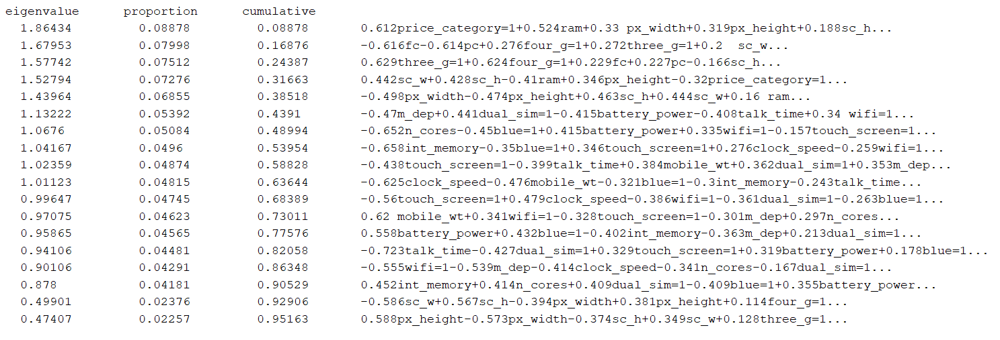 eigenvalue proportion cumulative
1.86434 0.08878 0.08878 0.612price_category=1+0.524ram+0.33 px_width+0.319px_height+0.188sc_h...
1.67953 0.07998 0.16876 -0.616fc-0.614pc+0.276four_g=1+0.272three_g=1+0.2  sc_w...
1.57742 0.07512 0.24387 0.629three_g=1+0.624four_g=1+0.229fc+0.227pc-0.166sc_h...
1.52794 0.07276 0.31663 0.442sc_w+0.428sc_h-0.41ram+0.346px_height-0.32price_category=1...
1.43964 0.06855 0.38518 -0.498px_width-0.474px_height+0.463sc_h+0.444sc_w+0.16 ram...
1.13222 0.05392 0.4391 -0.47m_dep+0.441dual_sim=1-0.415battery_power-0.408talk_time+0.34 wifi=1...
1.0676 0.05084 0.48994 -0.652n_cores-0.45blue=1+0.415battery_power+0.335wifi=1-0.157touch_screen=1...
1.04167 0.0496 0.53954 -0.658int_memory-0.35blue=1+0.346touch_screen=1+0.276clock_speed-0.259wifi=1...
1.02359 0.04874 0.58828 -0.438touch_screen=1-0.399talk_time+0.384mobile_wt+0.362dual_sim=1+0.353m_dep...
1.01123 0.04815 0.63644 -0.625clock_speed-0.476mobile_wt-0.321blue=1-0.3int_memory-0.243talk_time...
0.99647 0.04745 0.68389 -0.56touch_screen=1+0.479clock_speed-0.386wifi=1-0.361dual_sim=1-0.263blue=1...
0.97075 0.04623 0.73011 0.62 mobile_wt+0.341wifi=1-0.328touch_screen=1-0.301m_dep+0.297n_cores...
0.95865 0.04565 0.77576 0.558battery_power+0.432blue=1-0.402int_memory-0.363m_dep+0.213dual_sim=1...
0.94106 0.04481 0.82058 -0.723talk_time-0.427dual_sim=1+0.329touch_screen=1+0.319battery_power+0.178blue=1...
0.90106 0.04291 0.86348 -0.555wifi=1-0.539m_dep-0.414clock_speed-0.341n_cores-0.167dual_sim=1...
0.878 0.04181 0.90529 0.452int_memory+0.414n_cores+0.409dual_sim=1-0.409blue=1+0.355battery_power...
0.49901 0.02376 0.92906 -0.586sc_w+0.567sc_h-0.394px_width+0.381px_height+0.114four_g=1...
0.47407 0.02257 0.95163 0.588px_height-0.573px_width-0.374sc_h+0.349sc_w+0.128three_g=1...